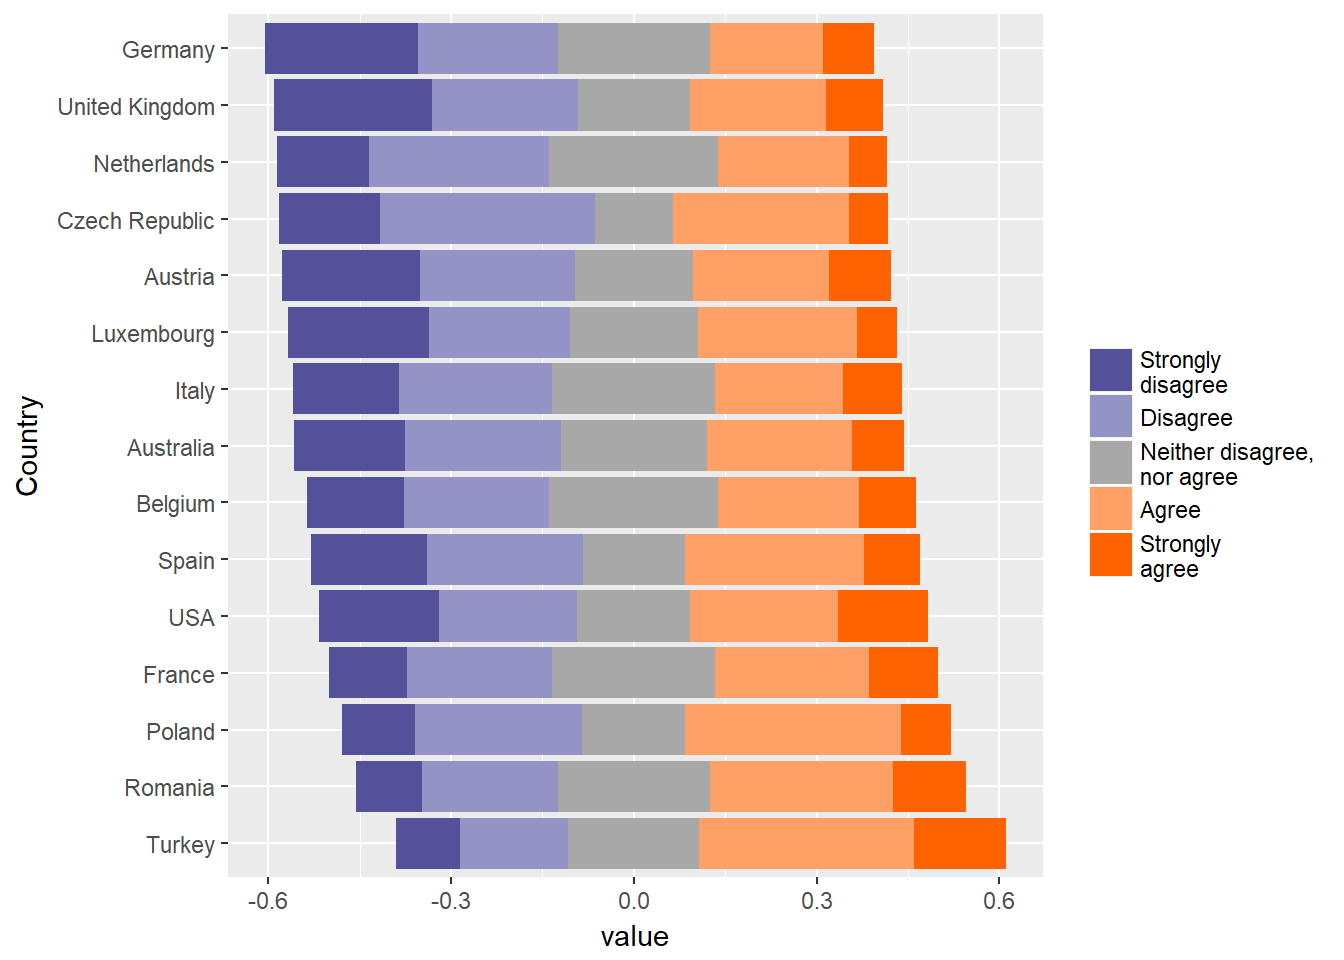 Germany
United Kingdom
Netherlands
Czech Republic
Austria
Luxembourg
Italy
Australia
Belgium
Spain
USA
France
Poland
Romania
Turkey
Country
-0.6 -0.3 0.0 0.3 0.6
value
Strongly
disagree
Disagree
Neither disagree,
nor agree
Agree
Strongly
agree